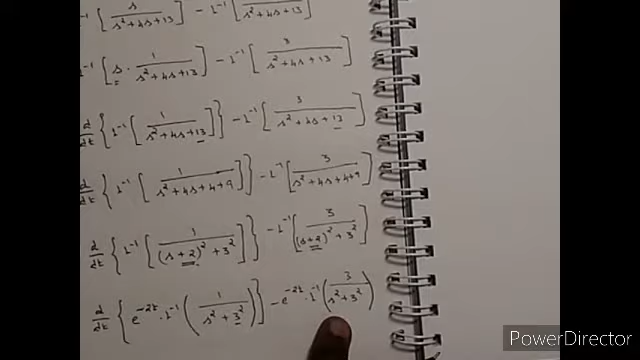 ⁻¹[ s / (s²+4s+13) ] − L⁻¹[ / (s²+4s+13) ]
⁻¹[ s · 1 / (s²+4s+13) ] − L⁻¹[ 3 / (s²+4s+13) ]
d/dt { L⁻¹[ 1 / (s²+4s+13) ] } − L⁻¹[ 3 / (s²+4s+13) ]
d/dt { L⁻¹[ 1 / (s²+4s+4+9) ] } − L⁻¹[ 3 / (s²+4s+4+9) ]
d/dt { L⁻¹[ 1 / ((s+2)²+3²) ] } − L⁻¹[ 3 / ((s+2)²+3²) ]
d/dt { e⁻²ᵗ · L⁻¹( 1 / (s²+3²) ) } − e⁻²ᵗ · L⁻¹( 3 / (s²+3²) )
PowerDirector